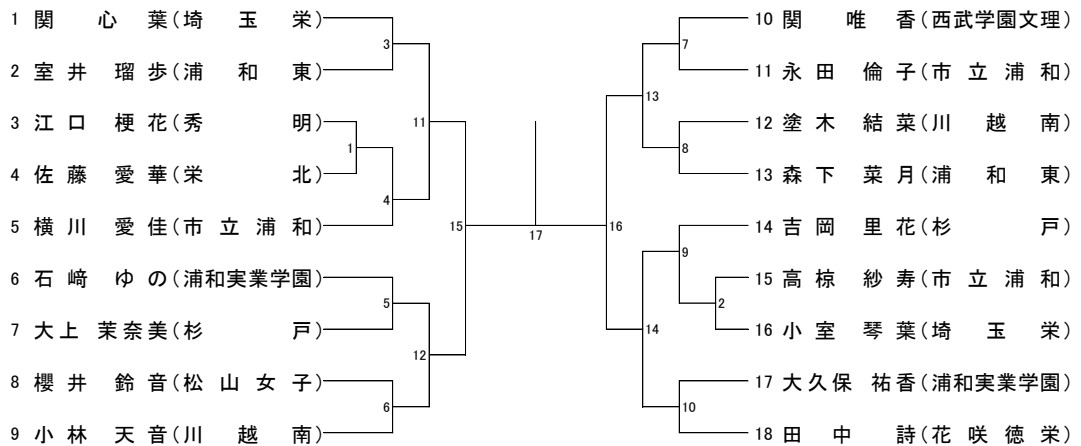 1 関 心 葉(埼 玉 栄)
2 室 井 瑠 歩(浦 和 東)
3 江 口 梗 花(秀 明)
4 佐 藤 愛 華(栄 北)
5 横 川 愛 佳(市 立 浦 和)
6 石 﨑 ゆ の(浦和実業学園)
7 大 上 茉奈美(杉 戸)
8 櫻 井 鈴 音(松 山 女 子)
9 小 林 天 音(川 越 南)
3
1
4
11
5
6
12
15
17
16
13
7
8
14
9
2
10
10 関 唯 香(西武学園文理)
11 永 田 倫 子(市 立 浦 和)
12 塗 木 結 菜(川 越 南)
13 森 下 菜 月(浦 和 東)
14 吉 岡 里 花(杉 戸)
15 高 椋 紗 寿(市 立 浦 和)
16 小 室 琴 葉(埼 玉 栄)
17 大久保 祐 香(浦和実業学園)
18 田 中 詩(花 咲 徳 栄)